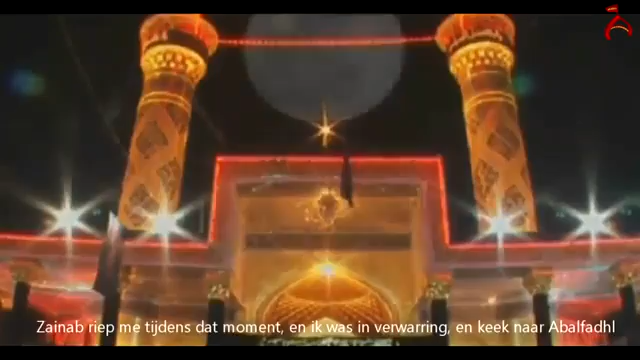 Zainab riep me tijdens dat moment, en ik was in verwarring, en keek naar Abalfadhl